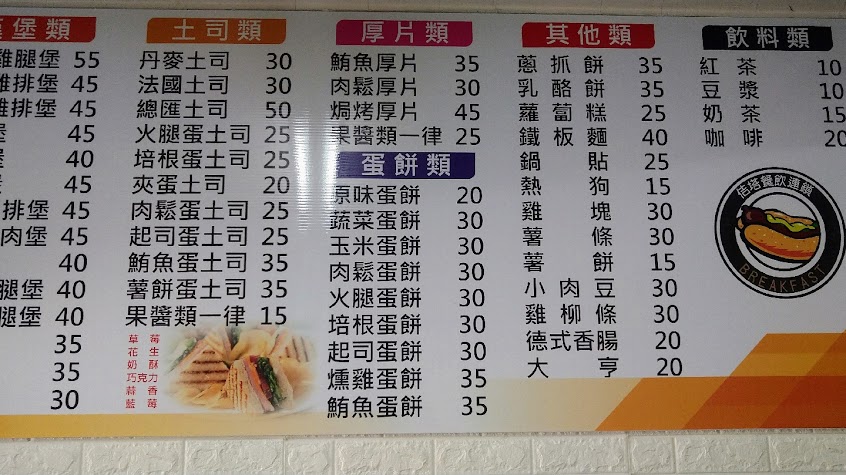 堡類
雞腿堡 55
雞排堡 45
雞排堡 45
堡 45
40
45
排堡 45
肉堡 45
40
腿堡 40
腿堡 40
35
35
30
土司類
丹麥土司 30
法國土司 30
總匯土司 50
火腿蛋土司 25
培根蛋土司 25
夾蛋土司 20
肉鬆蛋土司 25
起司蛋土司 25
鮪魚蛋土司 35
薯餅蛋土司 35
果醬類一律 15
草莓
花生
奶酥
巧克力
蒜香
藍莓
厚片類
鮪魚厚片 35
肉鬆厚片 35
焗烤厚片 45
果醬類一律 25
蛋餅類
原味蛋餅 20
蔬菜蛋餅 30
玉米蛋餅 30
肉鬆蛋餅 30
火腿蛋餅 30
培根蛋餅 30
起司蛋餅 30
燻雞蛋餅 35
鮪魚蛋餅 35
其他類
蔥抓餅 35
乳酪餅 35
蘿蔔糕 25
鐵板麵 40
鍋貼 25
熱狗 15
雞塊 30
薯條 30
薯餅 15
小肉豆 30
雞柳條 30
德式香腸 20
大亨 20
飲料類
紅茶 10
豆漿 10
奶茶 15
咖啡 20
佶塔餐飲連鎖
BREAKFAST